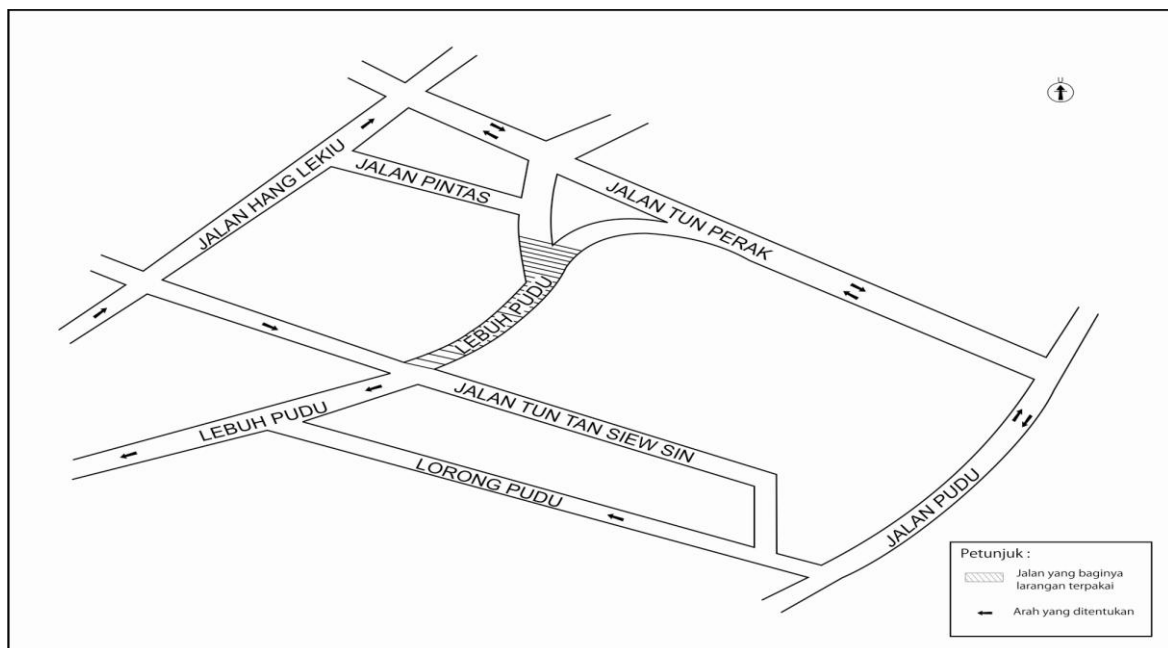 U
JALAN HANG LEKIU
JALAN PINTAS
JALAN TUN PERAK
LEBUH PUDU
LEBUH PUDU
JALAN TUN TAN SIEW SIN
LORONG PUDU
JALAN PUDU
Petunjuk :
Jalan yang baginya
larangan terpakai
Arah yang ditentukan